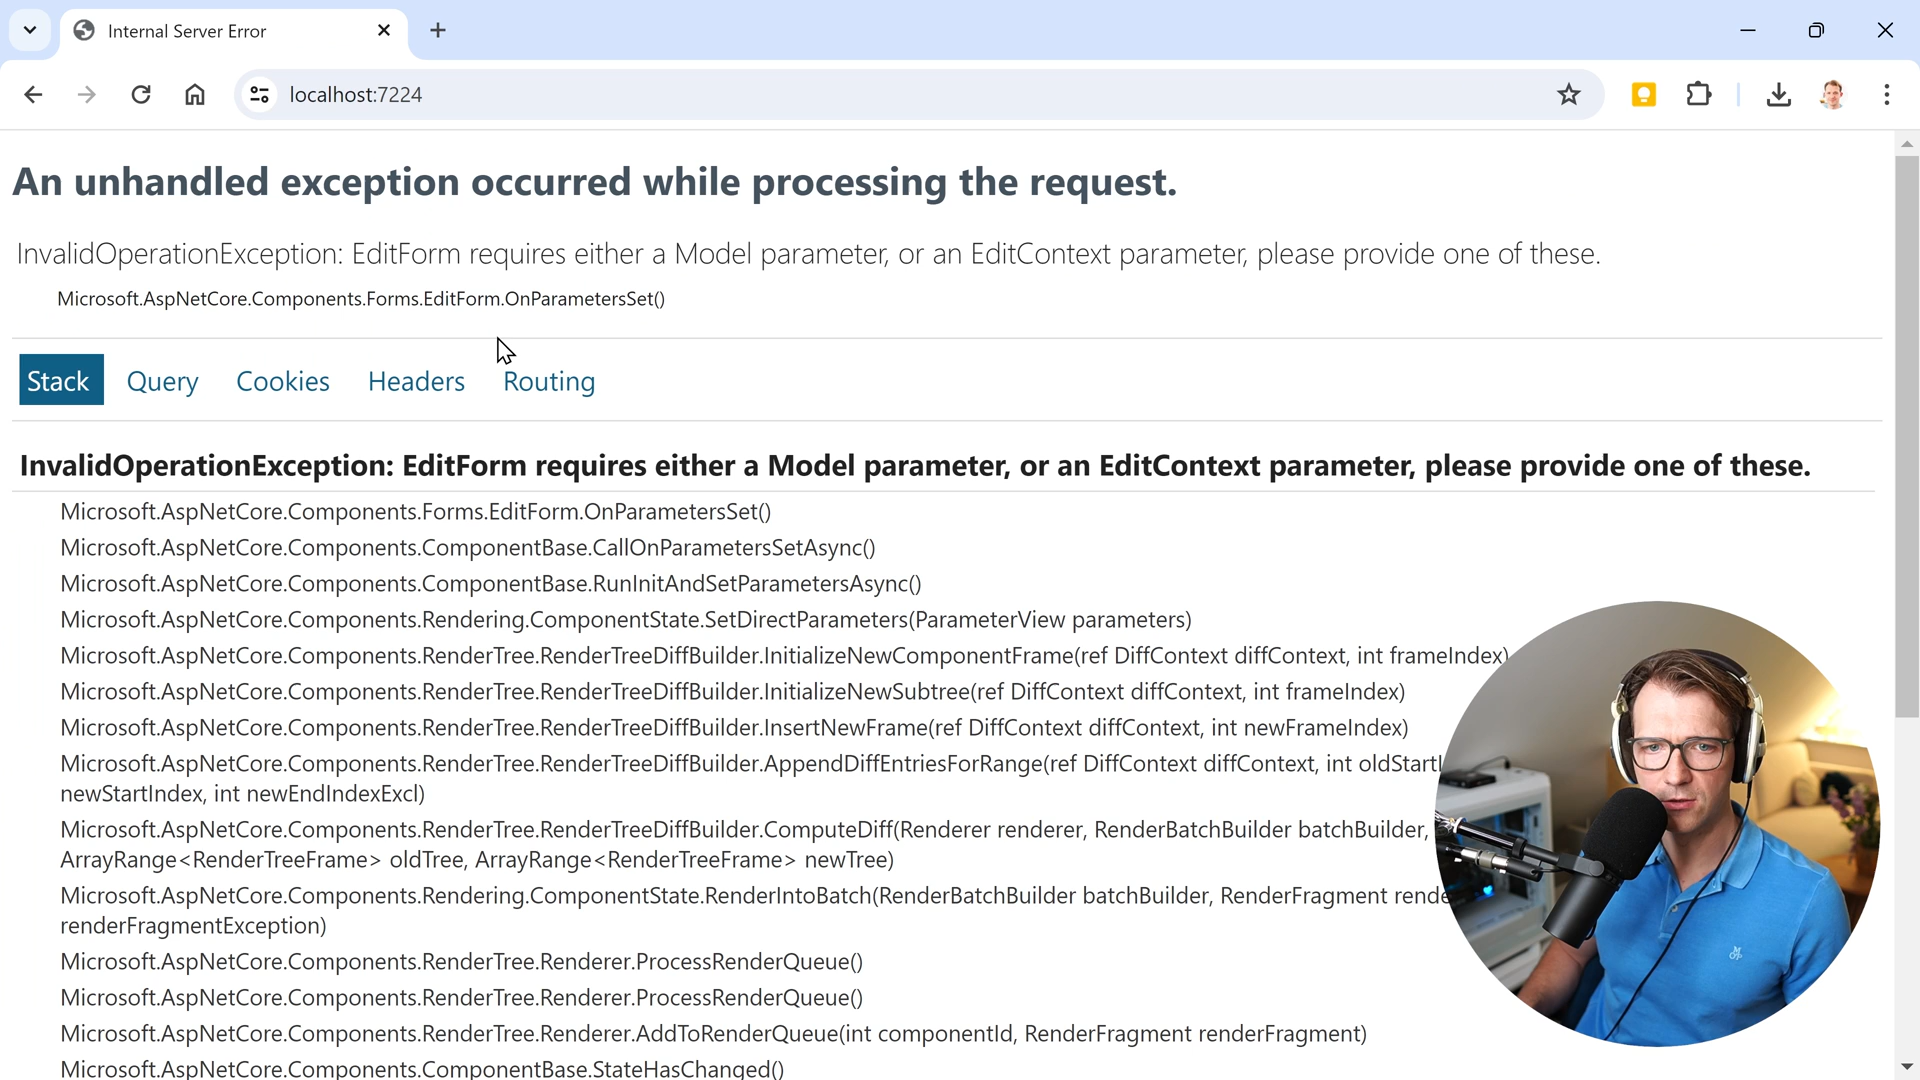 Internal Server Error
localhost:7224
An unhandled exception occurred while processing the request.
InvalidOperationException: EditForm requires either a Model parameter, or an EditContext parameter, please provide one of these.
Microsoft.AspNetCore.Components.Forms.EditForm.OnParametersSet()
Stack Query Cookies Headers Routing
InvalidOperationException: EditForm requires either a Model parameter, or an EditContext parameter, please provide one of these.
Microsoft.AspNetCore.Components.Forms.EditForm.OnParametersSet()
Microsoft.AspNetCore.Components.ComponentBase.CallOnParametersSetAsync()
Microsoft.AspNetCore.Components.ComponentBase.RunInitAndSetParametersAsync()
Microsoft.AspNetCore.Components.Rendering.ComponentState.SetDirectParameters(ParameterView parameters)
Microsoft.AspNetCore.Components.RenderTree.RenderTreeDiffBuilder.InitializeNewComponentFrame(ref DiffContext diffContext, int frameIndex)
Microsoft.AspNetCore.Components.RenderTree.RenderTreeDiffBuilder.InitializeNewSubtree(ref DiffContext diffContext, int frameIndex)
Microsoft.AspNetCore.Components.RenderTree.RenderTreeDiffBuilder.InsertNewFrame(ref DiffContext diffContext, int newFrameIndex)
Microsoft.AspNetCore.Components.RenderTree.RenderTreeDiffBuilder.AppendDiffEntriesForRange(ref DiffContext diffContext, int oldStartI
newStartIndex, int newEndIndexExcl)
Microsoft.AspNetCore.Components.RenderTree.RenderTreeDiffBuilder.ComputeDiff(Renderer renderer, RenderBatchBuilder batchBuilder,
ArrayRange<RenderTreeFrame> oldTree, ArrayRange<RenderTreeFrame> newTree)
Microsoft.AspNetCore.Components.Rendering.ComponentState.RenderIntoBatch(RenderBatchBuilder batchBuilder, RenderFragment rende
renderFragmentException)
Microsoft.AspNetCore.Components.RenderTree.Renderer.ProcessRenderQueue()
Microsoft.AspNetCore.Components.RenderTree.Renderer.ProcessRenderQueue()
Microsoft.AspNetCore.Components.RenderTree.Renderer.AddToRenderQueue(int componentId, RenderFragment renderFragment)
Microsoft.AspNetCore.Components.ComponentBase.StateHasChanged()